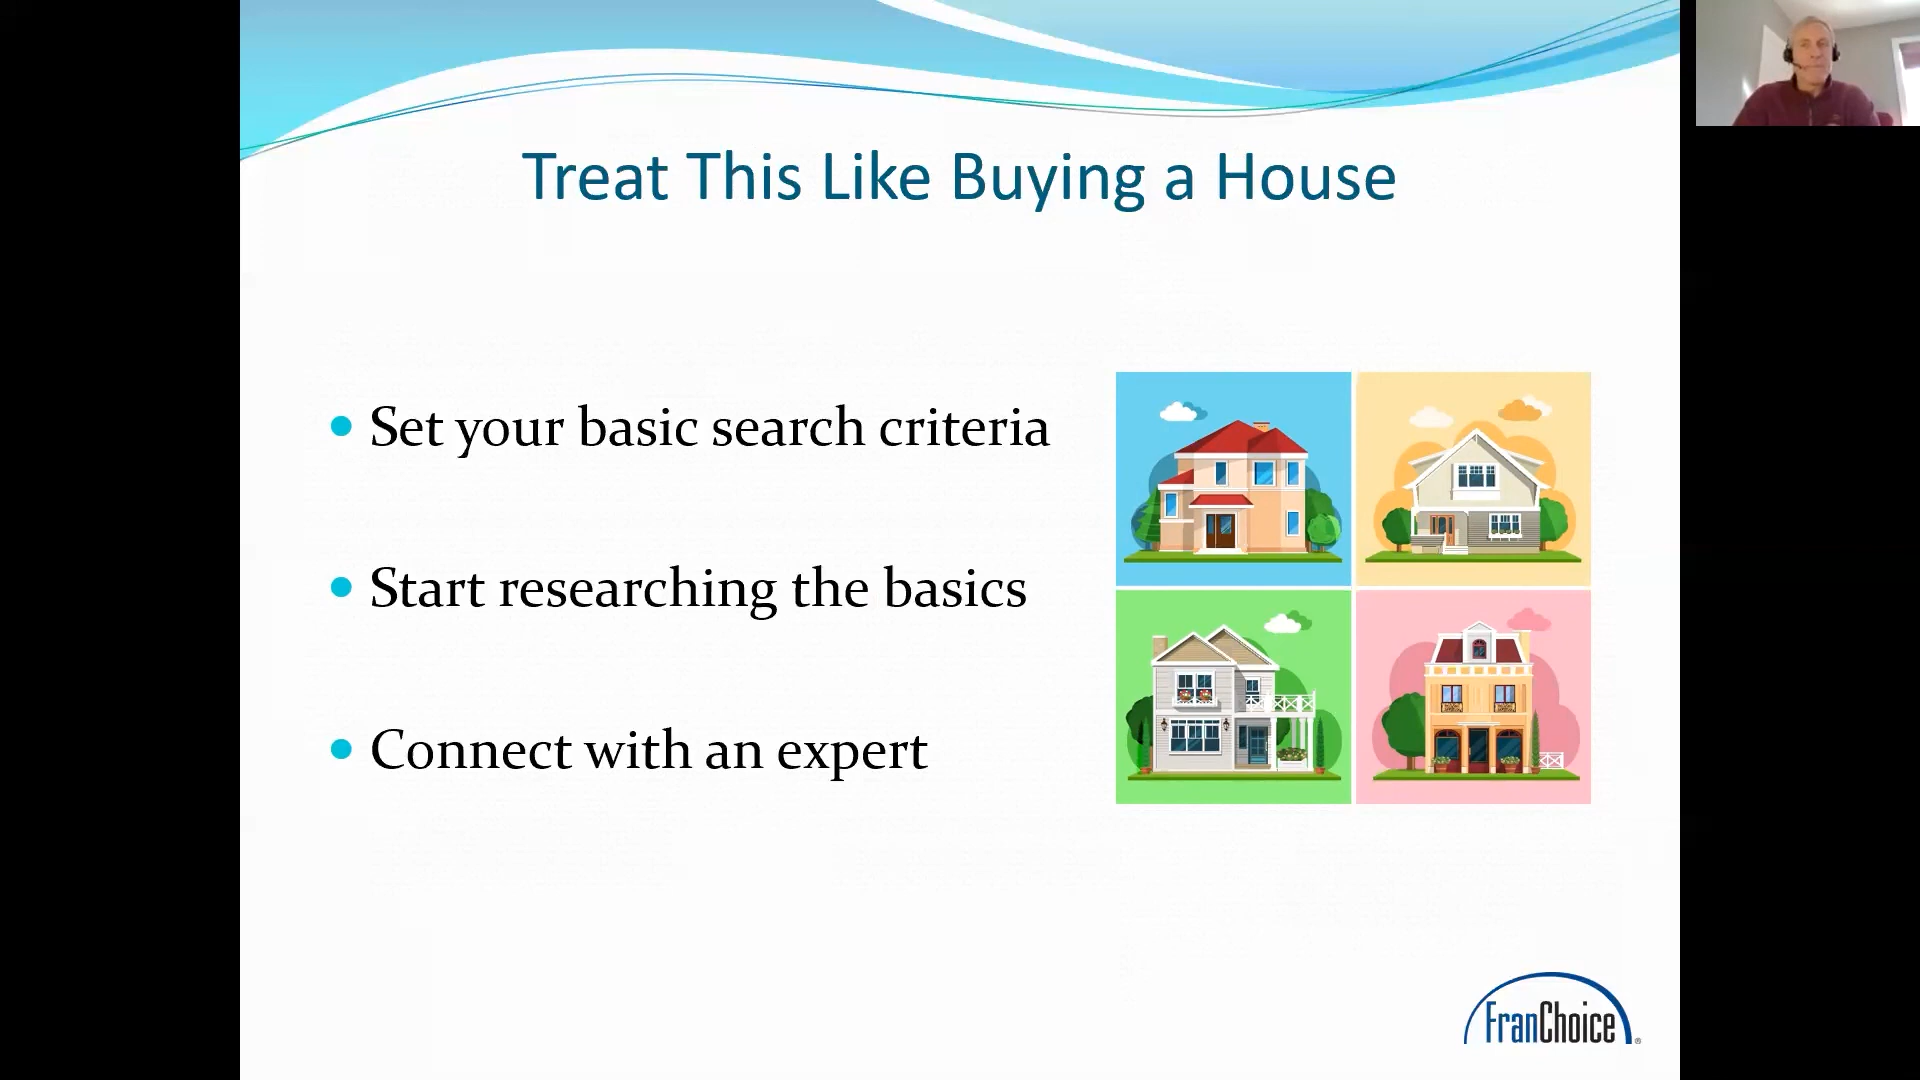 Treat This Like Buying a House
• Set your basic search criteria
• Start researching the basics
• Connect with an expert
FranChoice®